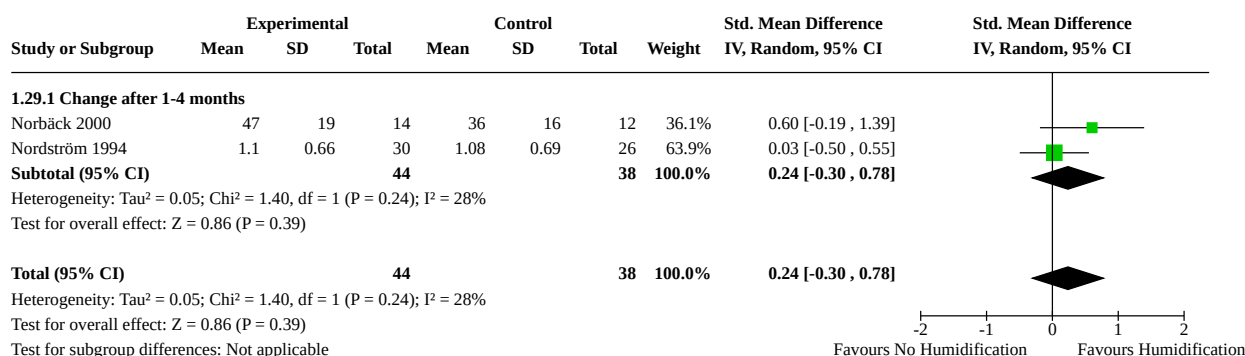 Experimental Control Std. Mean Difference Std. Mean Difference
Study or Subgroup Mean SD Total Mean SD Total Weight IV, Random, 95% CI IV, Random, 95% CI
1.29.1 Change after 1-4 months
Norbäck 2000 47 19 14 36 16 12 36.1% 0.60 [-0.19 , 1.39]
Nordström 1994 1.1 0.66 30 1.08 0.69 26 63.9% 0.03 [-0.50 , 0.55]
Subtotal (95% CI) 44 38 100.0% 0.24 [-0.30 , 0.78]
Heterogeneity: Tau² = 0.05; Chi² = 1.40, df = 1 (P = 0.24); I² = 28%
Test for overall effect: Z = 0.86 (P = 0.39)
Total (95% CI) 44 38 100.0% 0.24 [-0.30 , 0.78]
Heterogeneity: Tau² = 0.05; Chi² = 1.40, df = 1 (P = 0.24); I² = 28%
Test for overall effect: Z = 0.86 (P = 0.39) -2 -1 0 1 2
Test for subgroup differences: Not applicable Favours No Humidification Favours Humidification